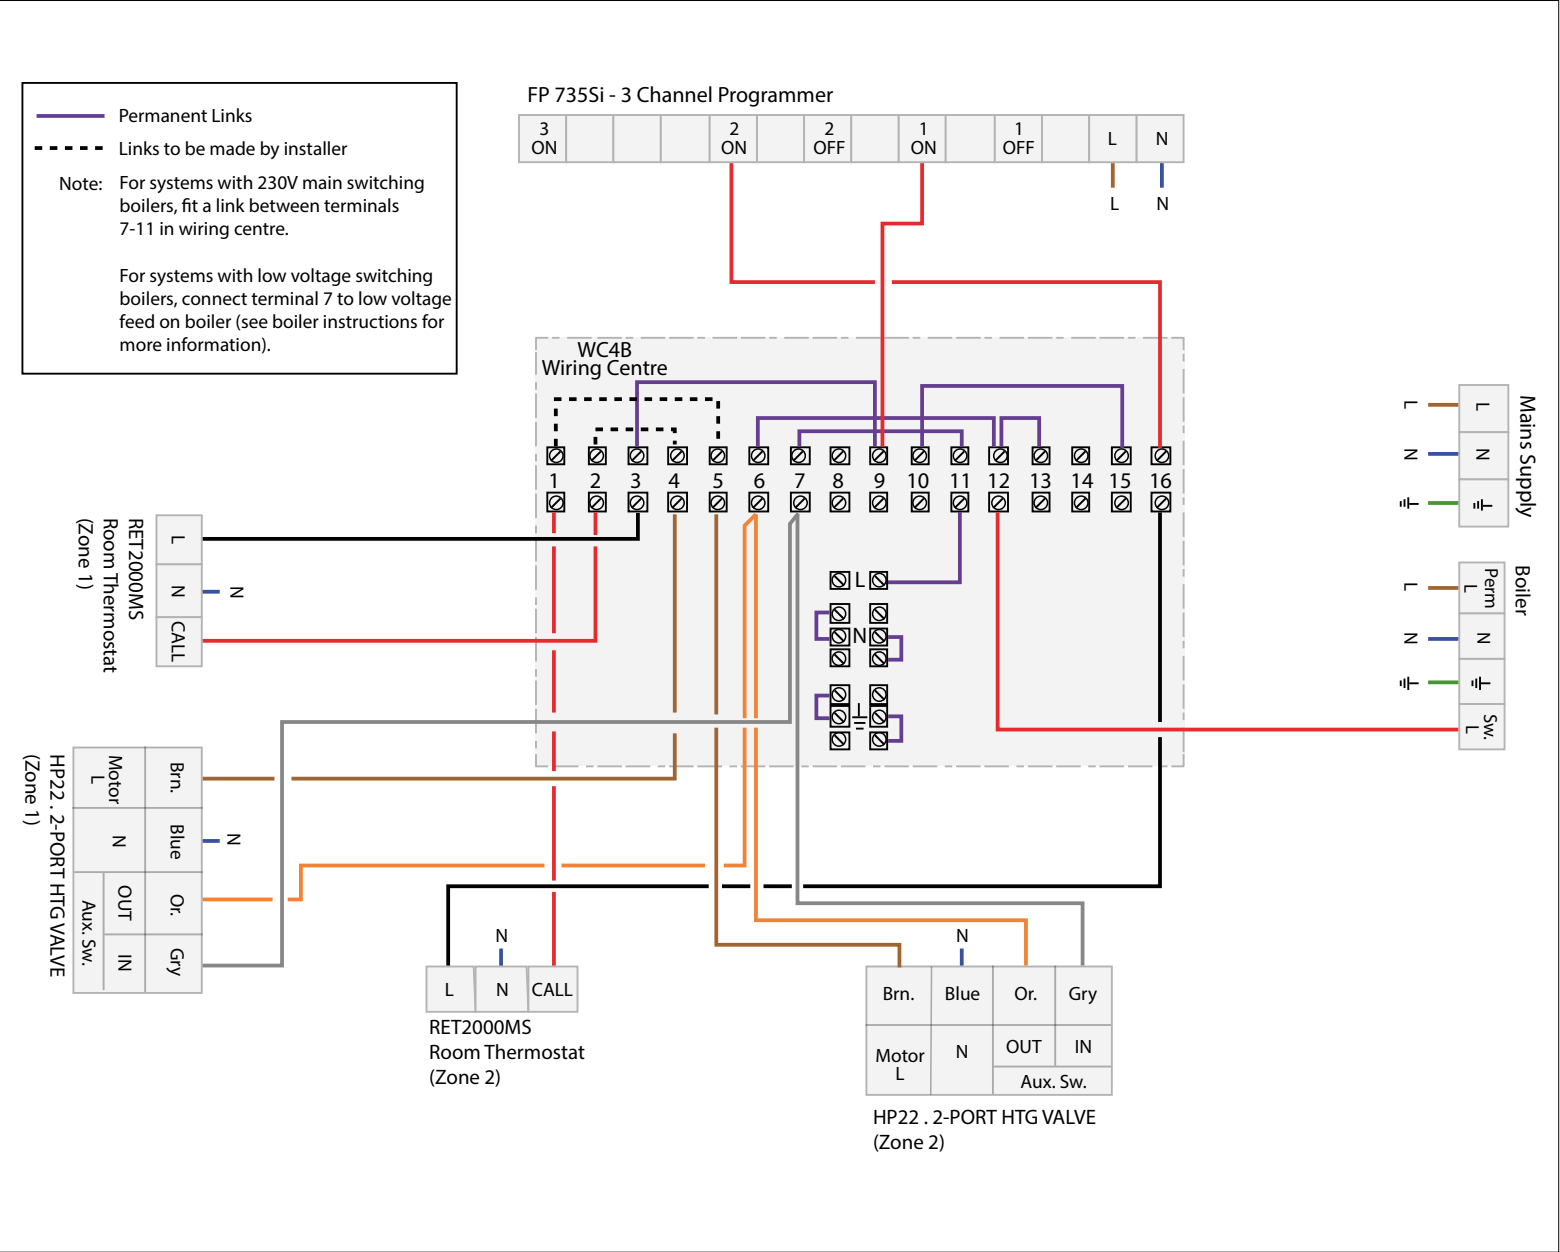 FP 735Si - 3 Channel Programmer
3 ON
2 ON
2 OFF
1 ON
1 OFF
L
N
L
N
Permanent Links
Links to be made by installer
Note: For systems with 230V main switching
boilers, fit a link between terminals
7-11 in wiring centre.
For systems with low voltage switching
boilers, connect terminal 7 to low voltage
feed on boiler (see boiler instructions for
more information).
WC4B
Wiring Centre
1 2 3 4 5 6 7 8 9 10 11 12 13 14 15 16
L
N
RET2000MS
Room Thermostat
(Zone 1)
L
N
CALL
N
HP22 . 2-PORT HTG VALVE
(Zone 1)
Motor
L
N
OUT
IN
Aux. Sw.
Brn.
Blue
Or.
Gry
N
N
L
N
CALL
RET2000MS
Room Thermostat
(Zone 2)
N
Brn.
Blue
Or.
Gry
Motor
L
N
OUT
IN
Aux. Sw.
HP22 . 2-PORT HTG VALVE
(Zone 2)
Mains Supply
L
N
L
N
Boiler
Perm
L
N
Sw.
L
L
N